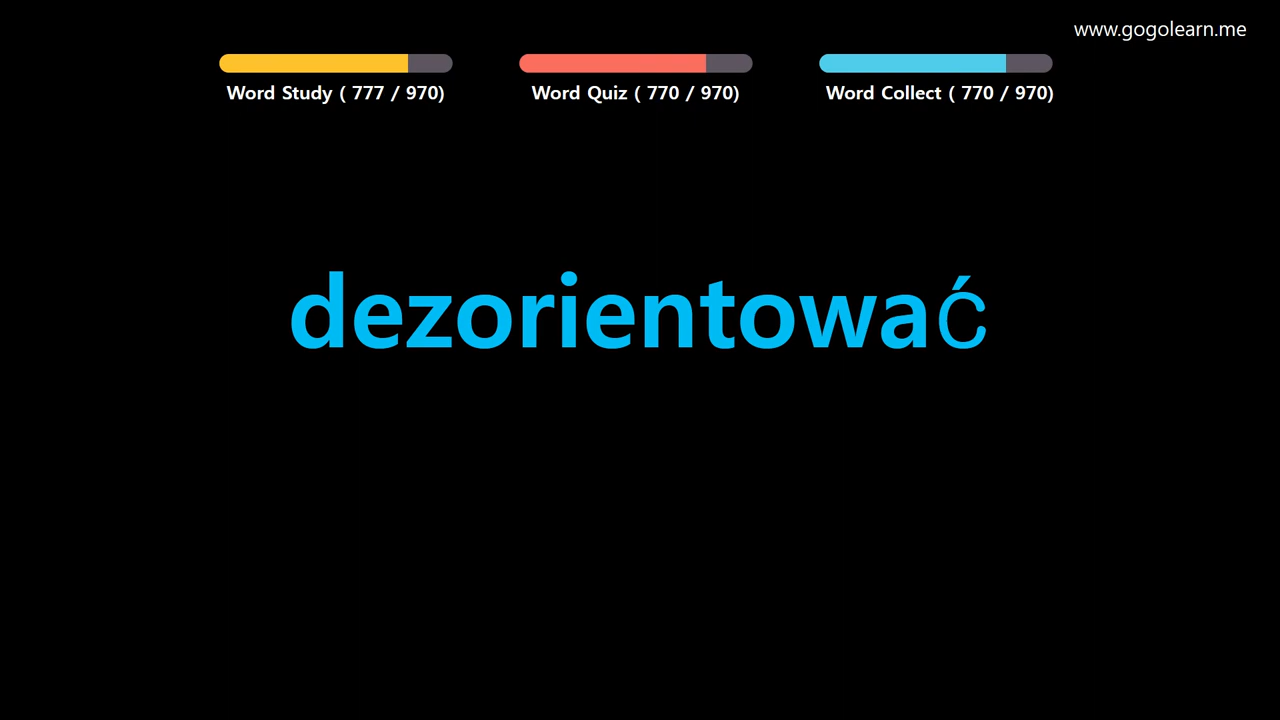 www.gogolearn.me
Word Study ( 777 / 970)
Word Quiz ( 770 / 970)
Word Collect ( 770 / 970)
dezorientować